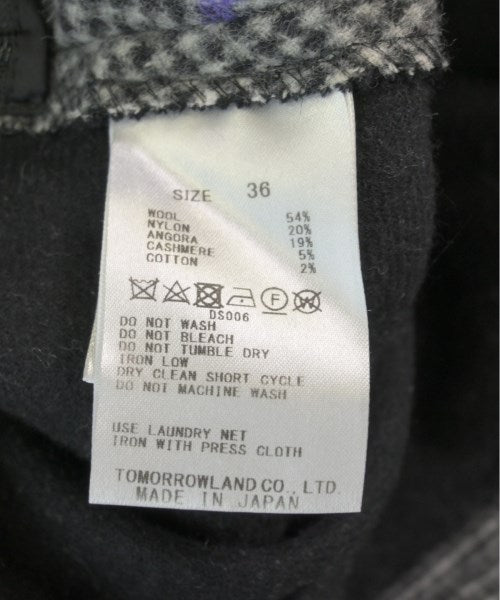 SIZE 36
WOOL 54%
NYLON 20%
ANGORA 19%
CASHMERE 5%
COTTON 2%
DS006
DO NOT WASH
DO NOT BLEACH
DO NOT TUMBLE DRY
IRON LOW
DRY CLEAN SHORT CYCLE
DO NOT MACHINE WASH
USE LAUNDRY NET
IRON WITH PRESS CLOTH
TOMORROWLAND CO., LTD.
MADE IN JAPAN